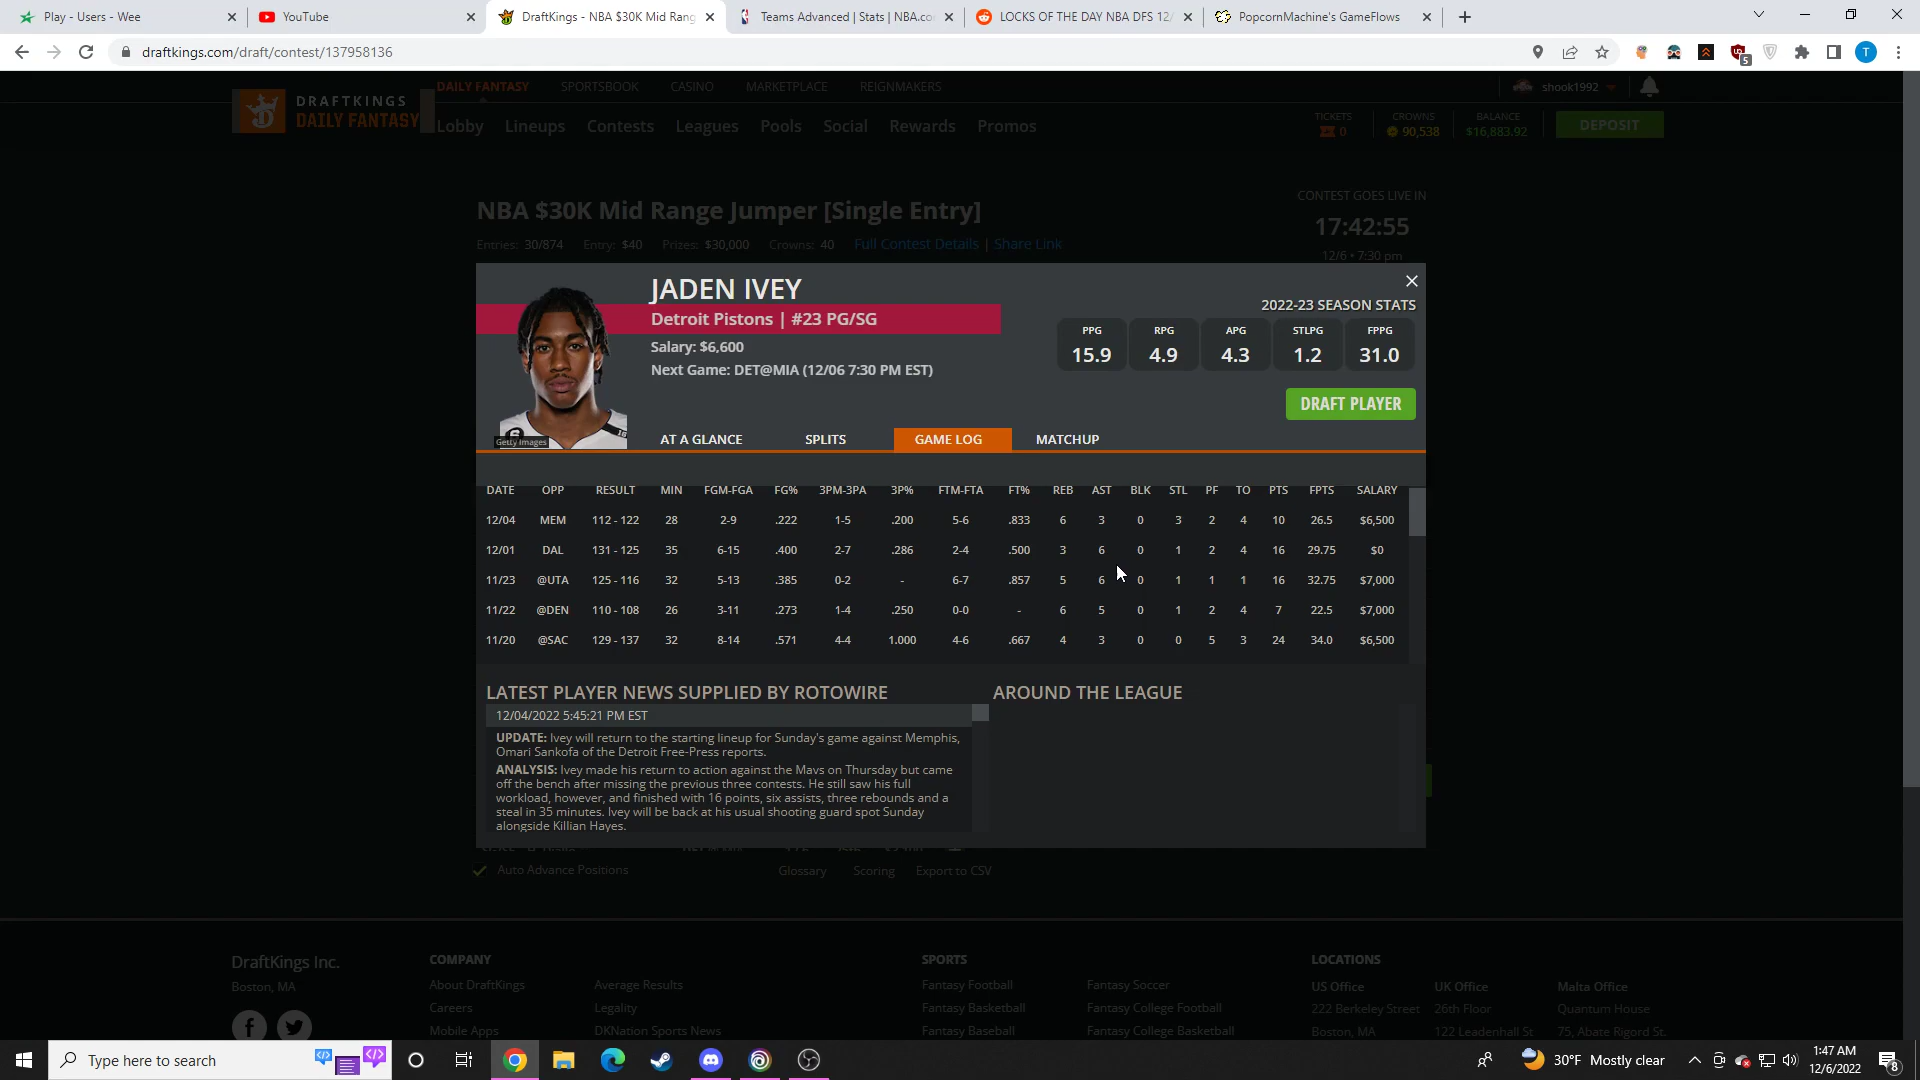 Play - Users - Wee
YouTube
DraftKings - NBA $30K Mid Rang
Teams Advanced | Stats | NBA.co
LOCKS OF THE DAY NBA DFS 12/
PopcornMachine's GameFlows
draftkings.com/draft/contest/137958136
5
T
DAILY FANTASY
SPORTSBOOK
CASINO
MARKETPLACE
REIGNMAKERS
shook1992
DRAFTKINGS
DAILY FANTASY
Lobby
Lineups
Contests
Leagues
Pools
Social
Rewards
Promos
TICKETS
0
CROWNS
90,538
BALANCE
$16,883.92
DEPOSIT
NBA $30K Mid Range Jumper [Single Entry]
CONTEST GOES LIVE IN
17:42:55
12/6 • 7:30 pm
Entries: 30/874 Entry: $40 Prizes: $30,000 Crowns: 40 Full Contest Details | Share Link
JADEN IVEY
Detroit Pistons | #23 PG/SG
Salary: $6,600
Next Game: DET@MIA (12/06 7:30 PM EST)
Getty Images
2022-23 SEASON STATS
PPG RPG APG STLPG FPPG
15.9 4.9 4.3 1.2 31.0
DRAFT PLAYER
AT A GLANCE SPLITS GAME LOG MATCHUP
DATE OPP RESULT MIN FGM-FGA FG% 3PM-3PA 3P% FTM-FTA FT% REB AST BLK STL PF TO PTS FPTS SALARY
12/04 MEM 112 - 122 28 2-9 .222 1-5 .200 5-6 .833 6 3 0 3 2 4 10 26.5 $6,500
12/01 DAL 131 - 125 35 6-15 .400 2-7 .286 2-4 .500 3 6 0 1 2 4 16 29.75 $0
11/23 @UTA 125 - 116 32 5-13 .385 0-2 - 6-7 .857 5 6 0 1 1 1 16 32.75 $7,000
11/22 @DEN 110 - 108 26 3-11 .273 1-4 .250 0-0 - 6 5 0 1 2 4 7 22.5 $7,000
11/20 @SAC 129 - 137 32 8-14 .571 4-4 1.000 4-6 .667 4 3 0 0 5 3 24 34.0 $6,500
LATEST PLAYER NEWS SUPPLIED BY ROTOWIRE
AROUND THE LEAGUE
12/04/2022 5:45:21 PM EST
UPDATE: Ivey will return to the starting lineup for Sunday's game against Memphis,
Omari Sankofa of the Detroit Free-Press reports.
ANALYSIS: Ivey made his return to action against the Mavs on Thursday but came
off the bench after missing the previous three contests. He still saw his full
workload, however, and finished with 16 points, six assists, three rebounds and a
steal in 35 minutes. Ivey will be back at his usual shooting guard spot Sunday
alongside Killian Hayes.
Auto Advance Positions
Glossary
Scoring
Export to CSV
DraftKings Inc.
Boston, MA
COMPANY
About DraftKings
Careers
Mobile Apps
Average Results
Legality
DKNation Sports News
SPORTS
Fantasy Football
Fantasy Basketball
Fantasy Baseball
Fantasy Soccer
Fantasy College Football
Fantasy College Basketball
LOCATIONS
US Office
222 Berkeley Street
Boston, MA
UK Office
26th Floor
122 Leadenhall St
Malta Office
Quantum House
75, Abate Rigord St.
Type here to search
30°F Mostly clear
1:47 AM
12/6/2022
8